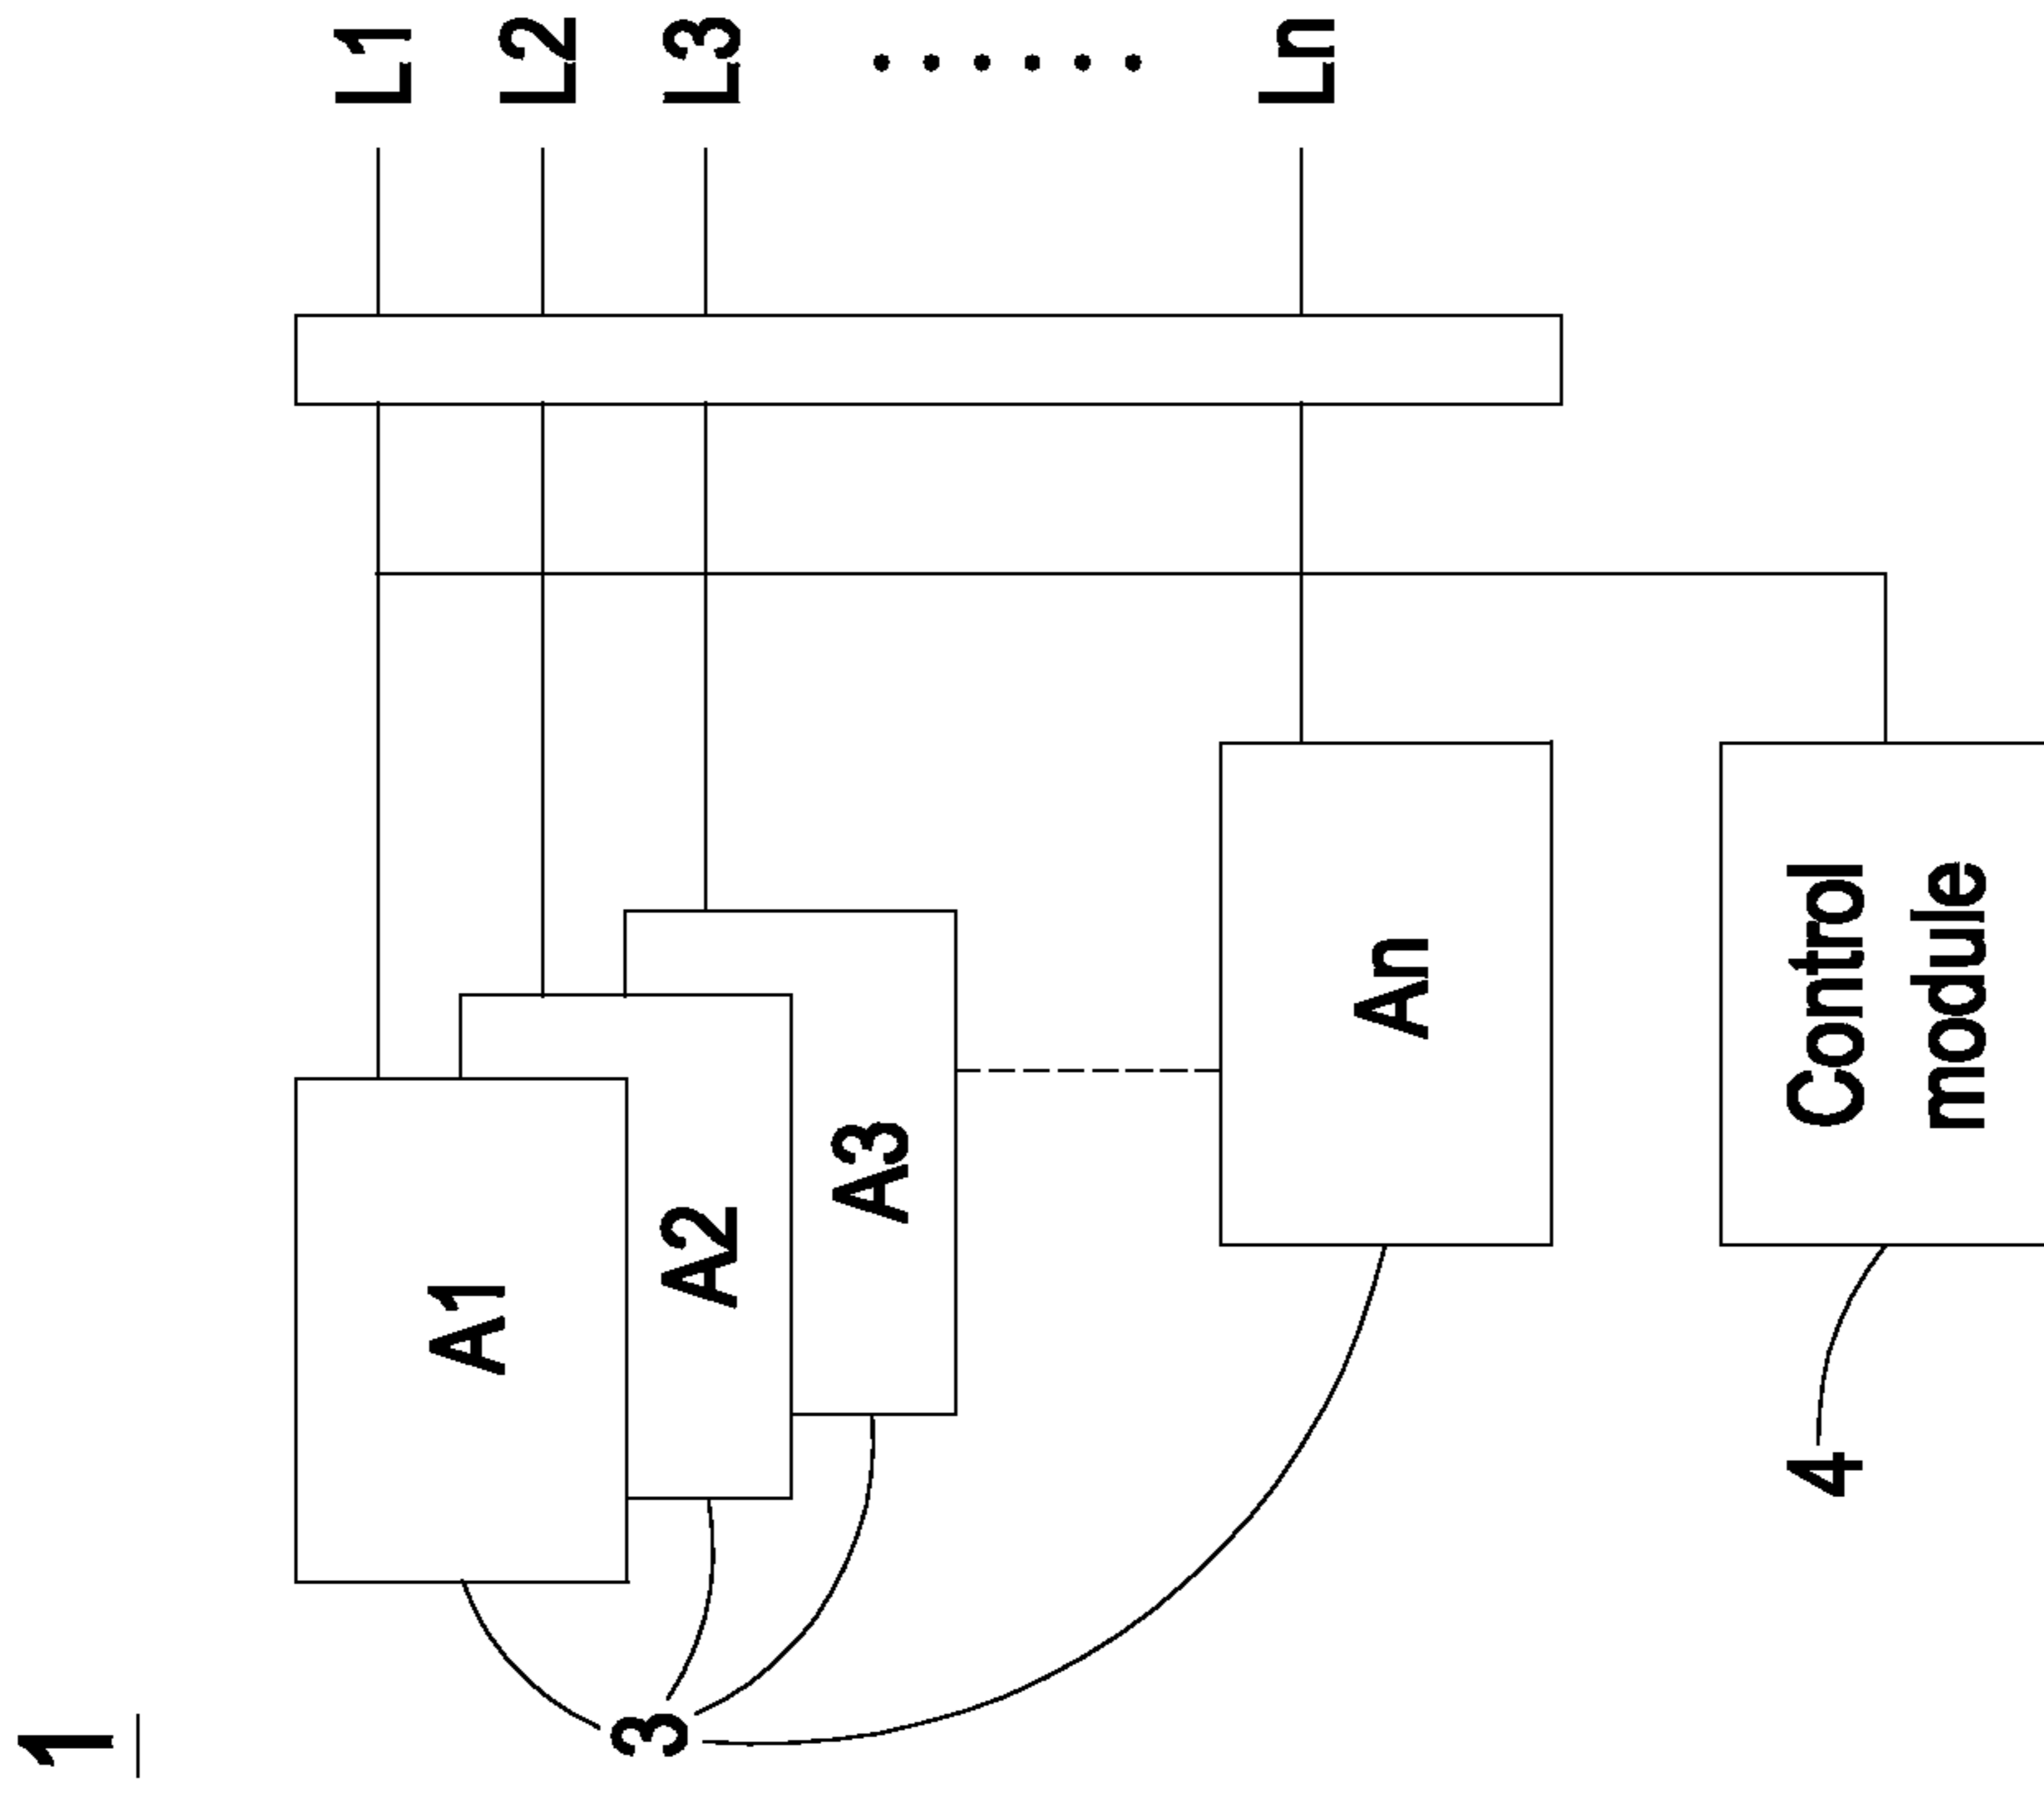 1
L1
L2
L3
......
Ln
A1
A2
A3
An
Control
module
3
4